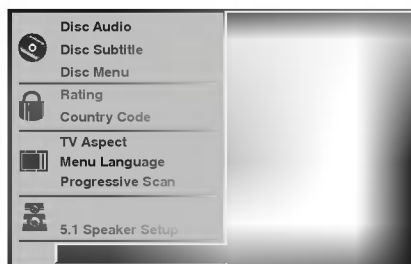 Disc Audio
Disc Subtitle
Disc Menu
Rating
Country Code
TV Aspect
Menu Language
Progressive Scan
5.1 Speaker Setup